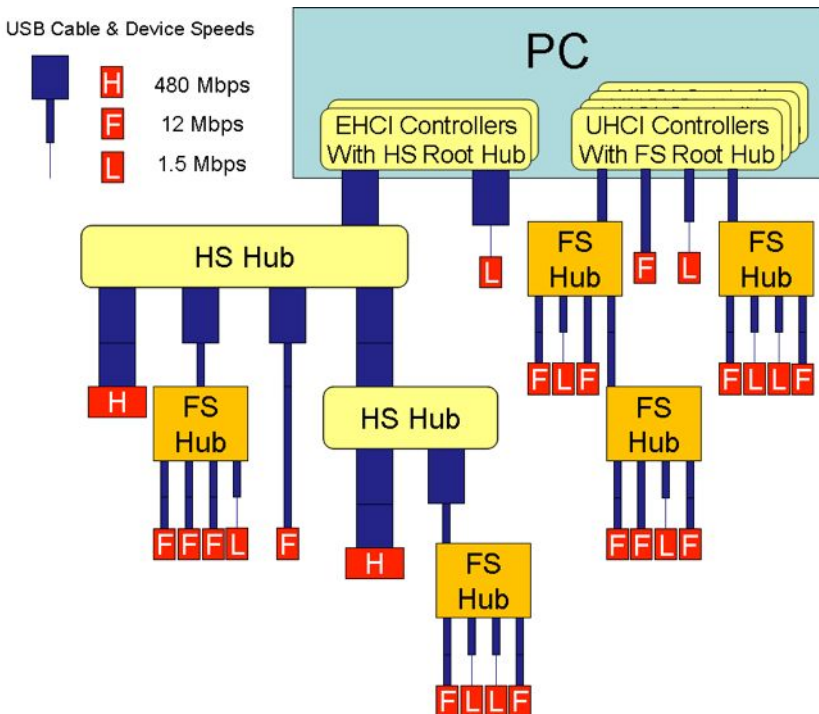 USB Cable & Device Speeds
H 480 Mbps
F 12 Mbps
L 1.5 Mbps
PC
EHCI Controllers
With HS Root Hub
UHCI Controllers
With FS Root Hub
HS Hub
L
FS
Hub
F
L
FS
Hub
F L F
F L L F
H
FS
Hub
HS Hub
FS
Hub
F F F L
F
H
F F L F
FS
Hub
F L L F